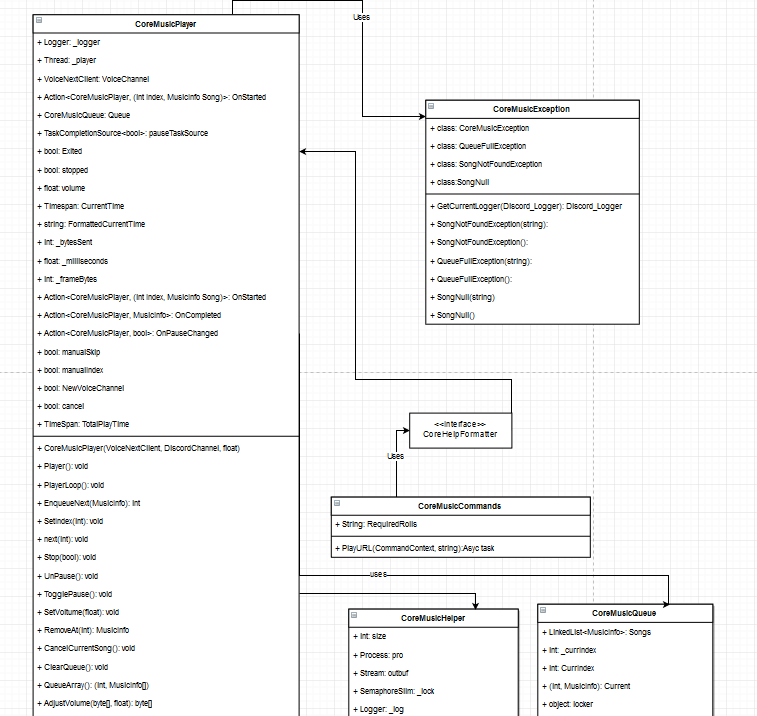 CoreMusicPlayer
+ Logger: _logger
+ Thread: _player
+ VoiceNextClient: VoiceChannel
+ Action<CoreMusicPlayer, (int index, MusicInfo Song)>: OnStarted
+ CoreMusicQueue: Queue
+ TaskCompletionSource<bool>: pauseTaskSource
+ bool: Exited
+ bool: stopped
+ float: volume
+ Timespan: CurrentTime
+ string: FormattedCurrentTime
+ int: _bytesSent
+ float: _milliseconds
+ int: _frameBytes
+ Action<CoreMusicPlayer, (int index, MusicInfo Song)>: OnStarted
+ Action<CoreMusicPlayer, MusicInfo>: OnCompleted
+ Action<CoreMusicPlayer, bool>: OnPauseChanged
+ bool: manualSkip
+ bool: manualIndex
+ bool: NewVoiceChannel
+ bool: cancel
+ TimeSpan: TotalPlayTime
+ CoreMusicPlayer(VoiceNextClient, DiscordChannel, float)
+ Player(): void
+ PlayerLoop(): void
+ EnqueueNext(MusicInfo): int
+ SetIndex(int): void
+ next(int): void
+ Stop(bool): void
+ UnPause(): void
+ TogglePause(): void
+ SetVolume(float): void
+ RemoveAt(int): MusicInfo
+ CancelCurrentSong(): void
+ ClearQueue(): void
+ QueueArray(): (int, MusicInfo[])
+ AdjustVolume(byte[], float): byte[]
Uses
CoreMusicException
+ class: CoreMusicException
+ class: QueueFullException
+ class: SongNotFoundException
+ class:SongNull
+ GetCurrentLogger(Discord_Logger): Discord_Logger
+ SongNotFoundException(string):
+ SongNotFoundException():
+ QueueFullException(string):
+ QueueFullException():
+ SongNull(string)
+ SongNull()
<<Interface>>
CoreHelpFormatter
Uses
CoreMusicCommands
+ String: RequiredRolls
+ PlayURL(CommandContext, string):Asyc task
uses
CoreMusicHelper
+ int: size
+ Process: pro
+ Stream: outbuf
+ SemaphoreSlim: _lock
+ Logger: _log
CoreMusicQueue
+ LinkedList<MusicInfo>: Songs
+ int: _currindex
+ int: Currindex
+ (int, MusicInfo): Current
+ object: locker